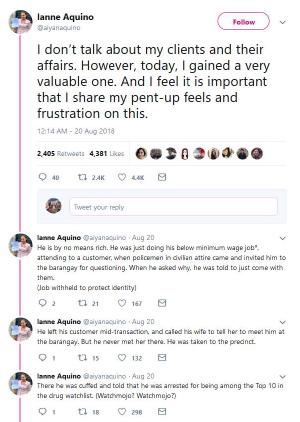 Ianne Aquino
@aiyanaquino
Follow
I don't talk about my clients and their
affairs. However, today, I gained a very
valuable one. And I feel it is important
that I share my pent-up feels and
frustration on this.
12:14 AM - 20 Aug 2018
2,405 Retweets 4,381 Likes
40 2.4K 4.4K
Tweet your reply
Ianne Aquino @aiyanaquino · Aug 20
He is by no means rich. He was just doing his below minimum wage job*,
attending to a customer, when policemen in civilian attire came and invited him to
the barangay for questioning. When he asked why, he was told to just come with
them.
(Job withheld to protect identity)
2 21 167
Ianne Aquino @aiyanaquino · Aug 20
He left his customer mid-transaction, and called his wife to tell her to meet him at
the barangay. But he never met her there. He was taken to the precinct.
1 15 132
Ianne Aquino @aiyanaquino · Aug 20
There he was cuffed and told that he was arrested for being among the Top 10 in
the drug watchlist. (Watchmojo? Watchmojo?)
1 18 298